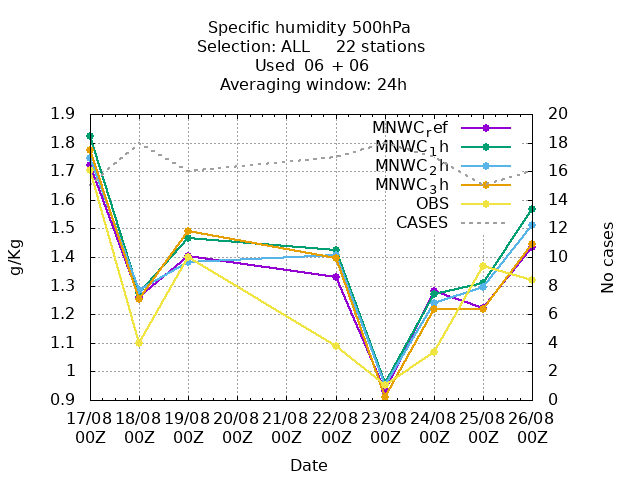 Specific humidity 500hPa
Selection: ALL 22 stations
Used 06 + 06
Averaging window: 24h
1.9
1.8
1.7
1.6
1.5
1.4
1.3
1.2
1.1
1
0.9
g/Kg
20
18
16
14
12
10
8
6
4
2
0
No cases
MNWC_ref
MNWC_1h
MNWC_2h
MNWC_3h
OBS
CASES
17/08 18/08 19/08 20/08 21/08 22/08 23/08 24/08 25/08 26/08
00Z 00Z 00Z 00Z 00Z 00Z 00Z 00Z 00Z 00Z
Date